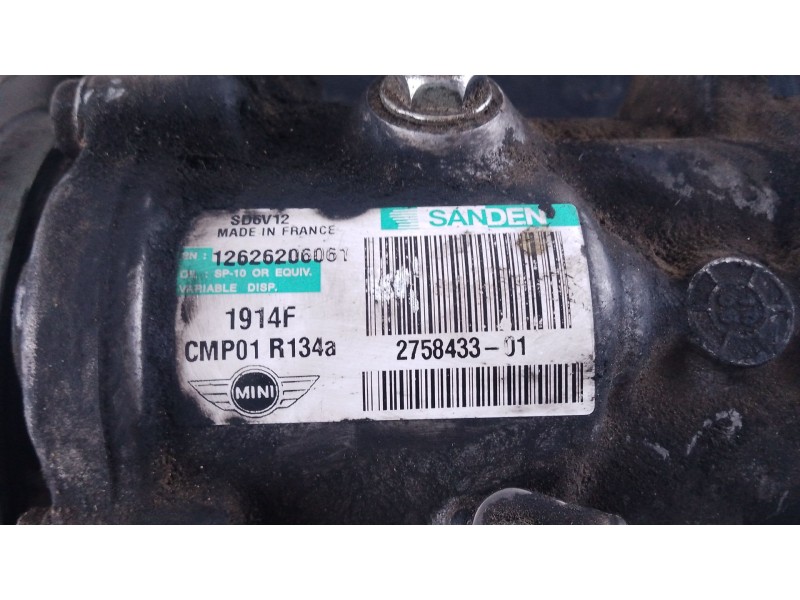 SD6V12
MADE IN FRANCE
SANDEN
SN : 12626206061
OIL : SP-10 OR EQUIV.
VARIABLE DISP.
1914F
CMP01 R134a
2758433-01
MINI